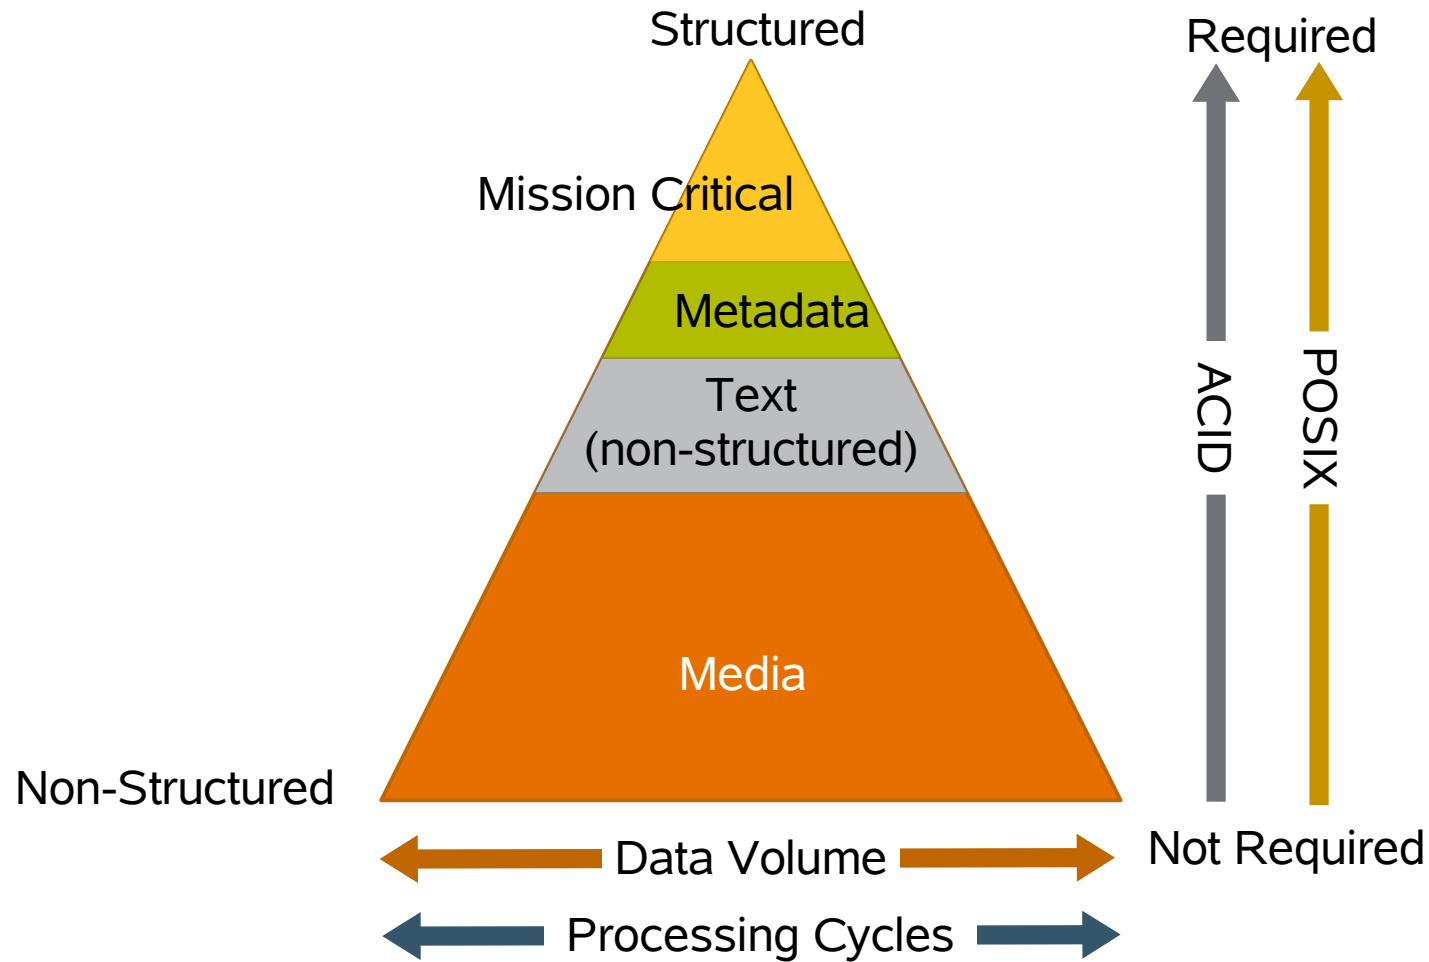 Structured
Required
Mission Critical
Metadata
Text
(non-structured)
ACID
POSIX
Media
Non-Structured
Not Required
Data Volume
Processing Cycles